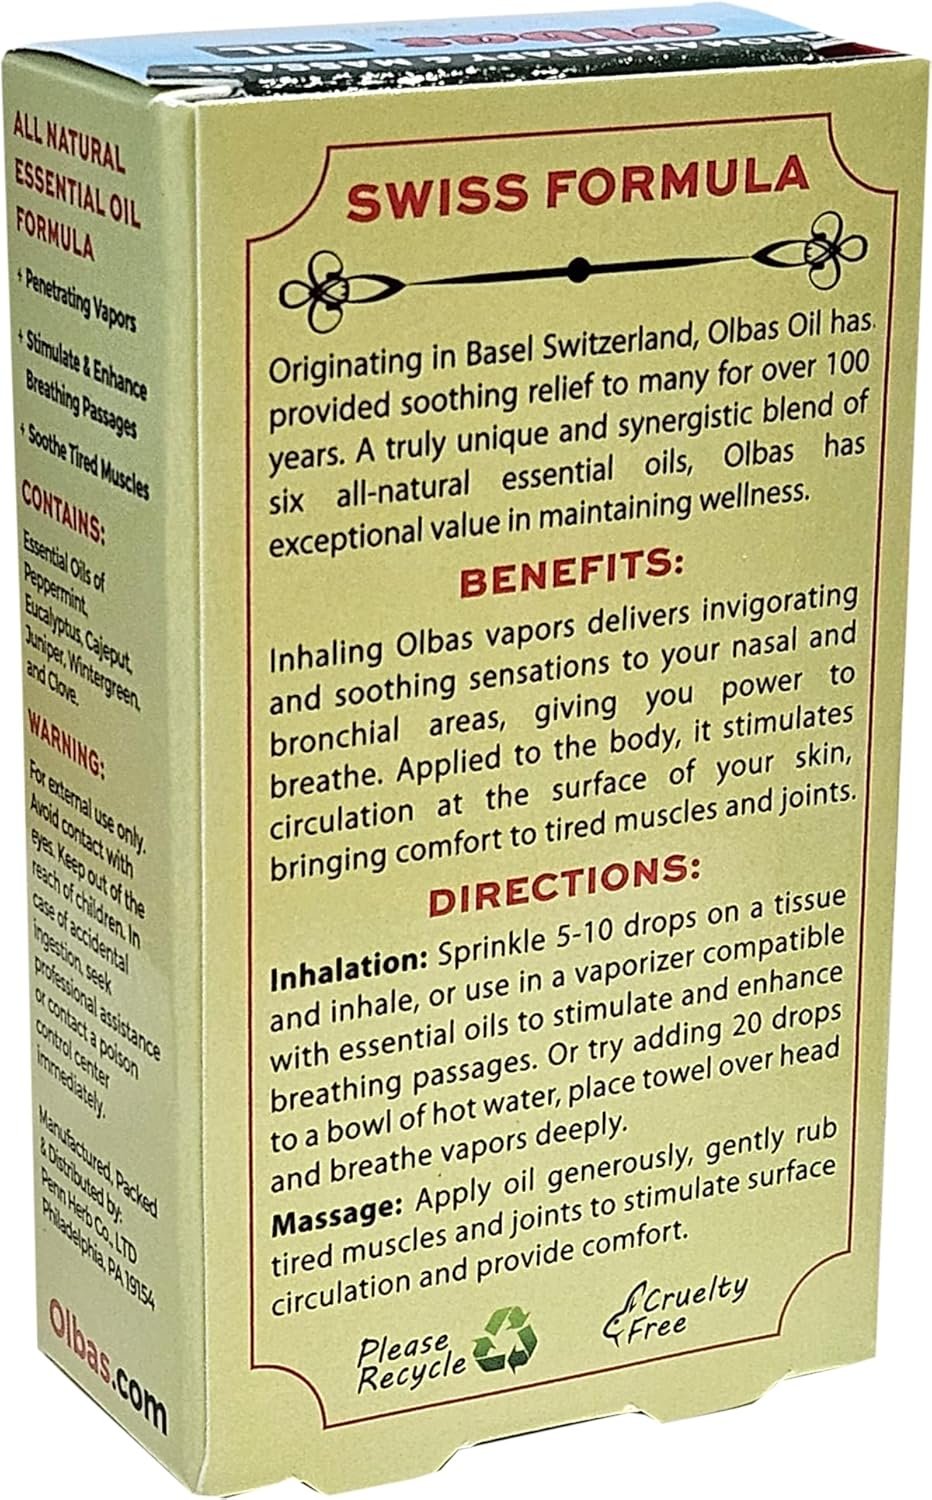 Olbas
AROMATHERAPY & MASSAGE
OIL
ALL NATURAL
ESSENTIAL OIL
FORMULA
+ Penetrating Vapors
+ Stimulate & Enhance
Breathing Passages
+ Soothe Tired Muscles
CONTAINS:
Essential Oils of
Peppermint,
Eucalyptus, Cajeput,
Juniper, Wintergreen,
and Clove.
WARNING:
For external use only.
Avoid contact with
eyes. Keep out of the
reach of children. In
case of accidental
ingestion, seek
professional assistance
or contact a poison
control center
immediately.
Manufactured, Packed
& Distributed by:
Penn Herb Co., LTD
Philadelphia, PA 19154
Olbas.com
SWISS FORMULA
Originating in Basel Switzerland, Olbas Oil has
provided soothing relief to many for over 100
years. A truly unique and synergistic blend of
six all-natural essential oils, Olbas has
exceptional value in maintaining wellness.
BENEFITS:
Inhaling Olbas vapors delivers invigorating
and soothing sensations to your nasal and
bronchial areas, giving you power to
breathe. Applied to the body, it stimulates
circulation at the surface of your skin,
bringing comfort to tired muscles and joints.
DIRECTIONS:
Inhalation: Sprinkle 5-10 drops on a tissue
and inhale, or use in a vaporizer compatible
with essential oils to stimulate and enhance
breathing passages. Or try adding 20 drops
to a bowl of hot water, place towel over head
and breathe vapors deeply.
Massage: Apply oil generously, gently rub
tired muscles and joints to stimulate surface
circulation and provide comfort.
Please
Recycle
Cruelty
Free